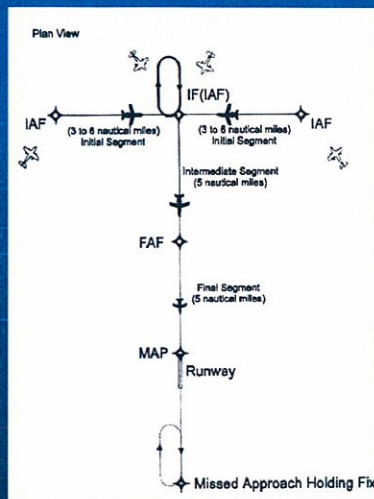 Plan View
IF(IAF)
IAF
IAF
(3 to 6 nautical miles)
Initial Segment
(3 to 6 nautical miles)
Initial Segment
Intermediate Segment
(5 nautical miles)
FAF
Final Segment
(5 nautical miles)
MAP
Runway
Missed Approach Holding Fix